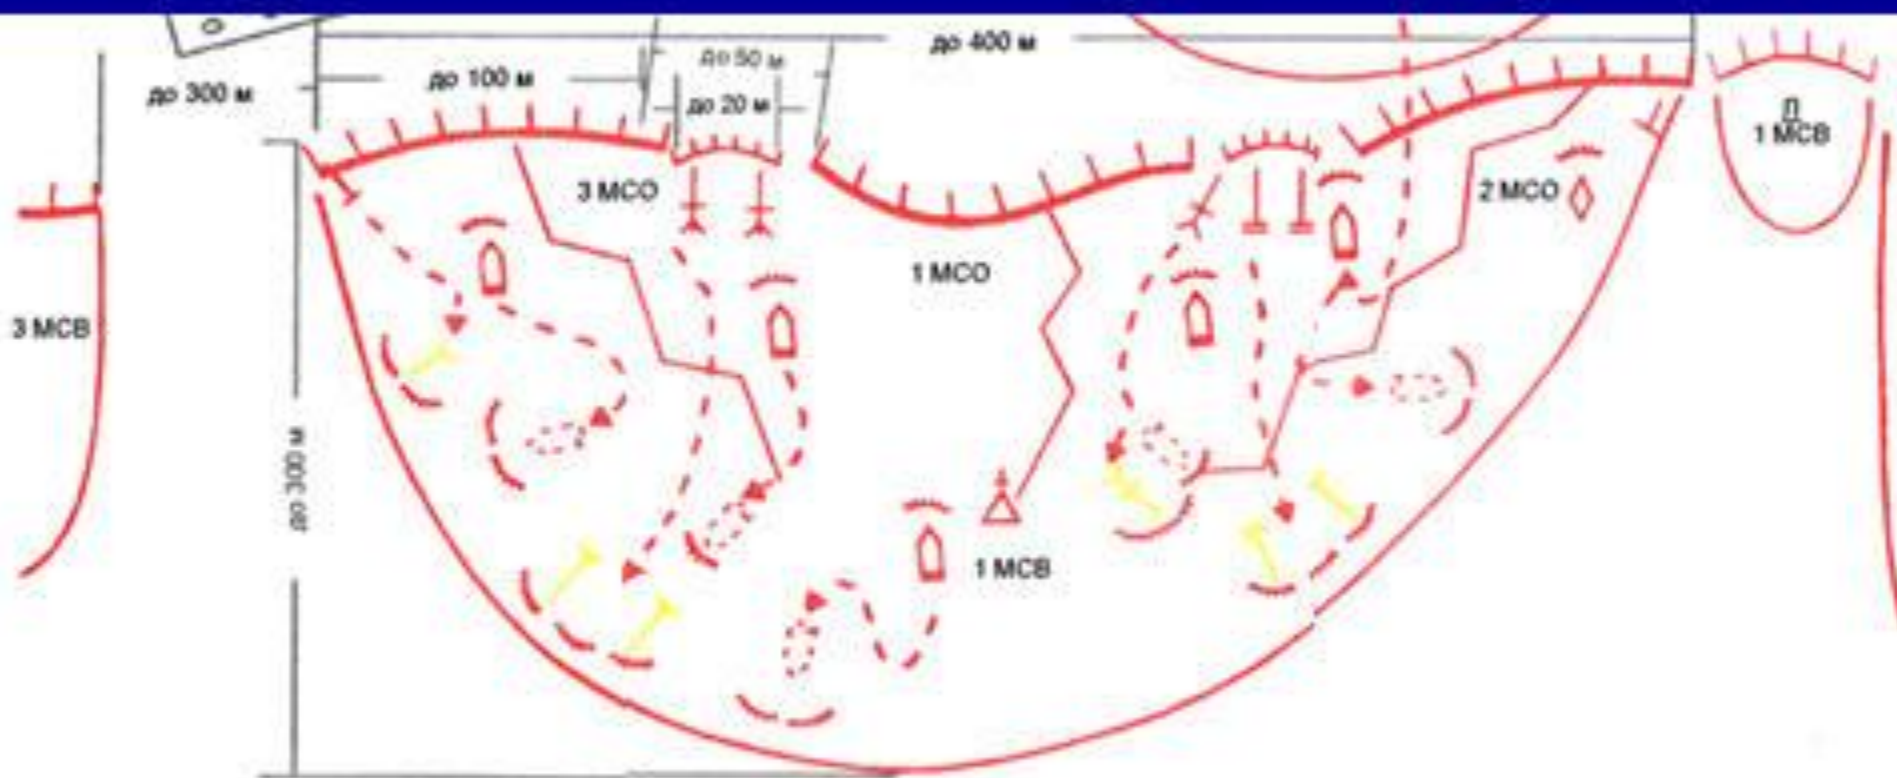 до 400 м
до 50 м
до 100 м
до 300 м
до 20 м
П
1 МСВ
3 МСО
2 МСО
1 МСО
3 МСВ
до 300 м
1 МСВ